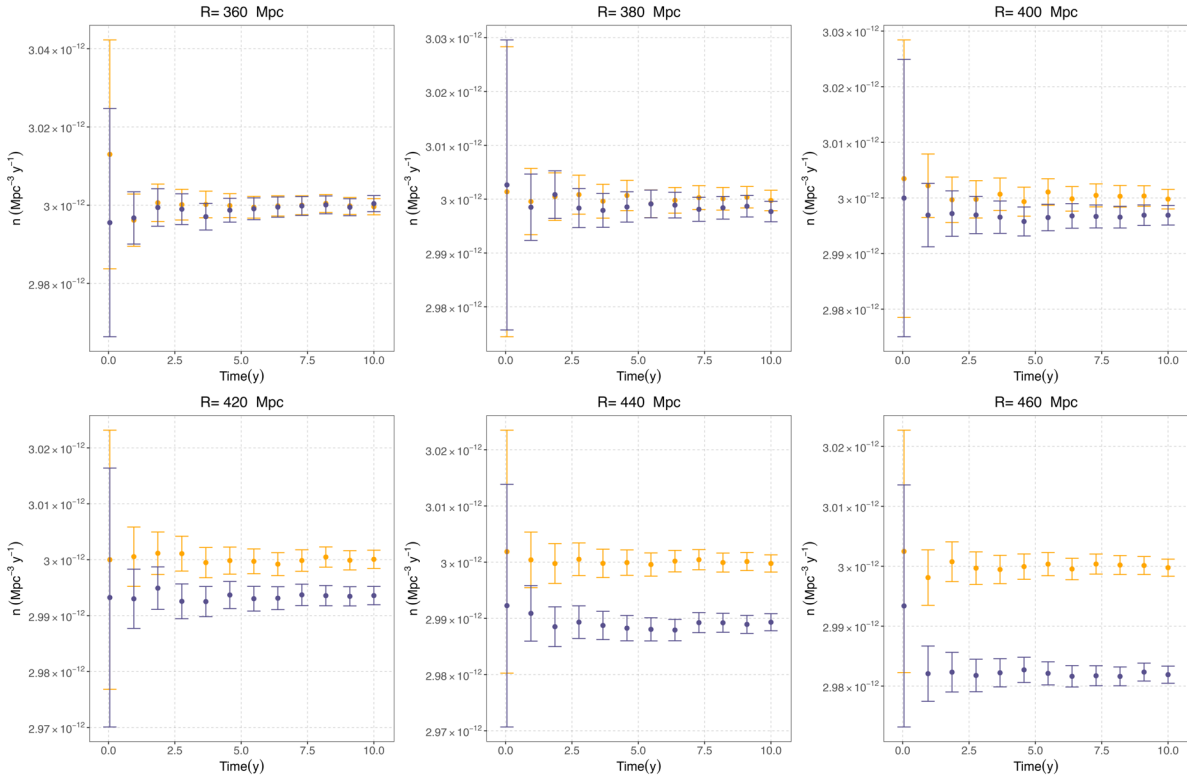 R= 360 Mpc
n (Mpc⁻³ y⁻¹)
3.04 × 10⁻¹²
3.02 × 10⁻¹²
3 × 10⁻¹²
2.98 × 10⁻¹²
0.0 2.5 5.0 7.5 10.0
Time(y)
R= 380 Mpc
n (Mpc⁻³ y⁻¹)
3.03 × 10⁻¹²
3.02 × 10⁻¹²
3.01 × 10⁻¹²
3 × 10⁻¹²
2.99 × 10⁻¹²
2.98 × 10⁻¹²
0.0 2.5 5.0 7.5 10.0
Time(y)
R= 400 Mpc
n (Mpc⁻³ y⁻¹)
3.03 × 10⁻¹²
3.02 × 10⁻¹²
3.01 × 10⁻¹²
3 × 10⁻¹²
2.99 × 10⁻¹²
2.98 × 10⁻¹²
0.0 2.5 5.0 7.5 10.0
Time(y)
R= 420 Mpc
n (Mpc⁻³ y⁻¹)
3.02 × 10⁻¹²
3.01 × 10⁻¹²
3 × 10⁻¹²
2.99 × 10⁻¹²
2.98 × 10⁻¹²
2.97 × 10⁻¹²
0.0 2.5 5.0 7.5 10.0
Time(y)
R= 440 Mpc
n (Mpc⁻³ y⁻¹)
3.02 × 10⁻¹²
3.01 × 10⁻¹²
3 × 10⁻¹²
2.99 × 10⁻¹²
2.98 × 10⁻¹²
2.97 × 10⁻¹²
0.0 2.5 5.0 7.5 10.0
Time(y)
R= 460 Mpc
n (Mpc⁻³ y⁻¹)
3.02 × 10⁻¹²
3.01 × 10⁻¹²
3 × 10⁻¹²
2.99 × 10⁻¹²
2.98 × 10⁻¹²
0.0 2.5 5.0 7.5 10.0
Time(y)